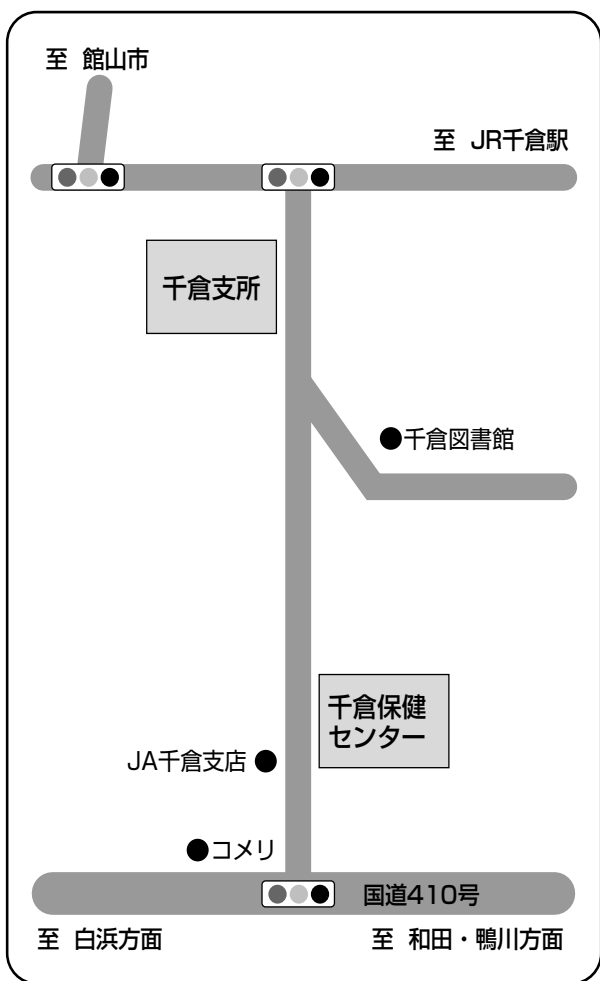 至 館山市
至 JR千倉駅
千倉支所
千倉図書館
千倉保健
センター
JA千倉支店
コメリ
国道410号
至 白浜方面
至 和田・鴨川方面